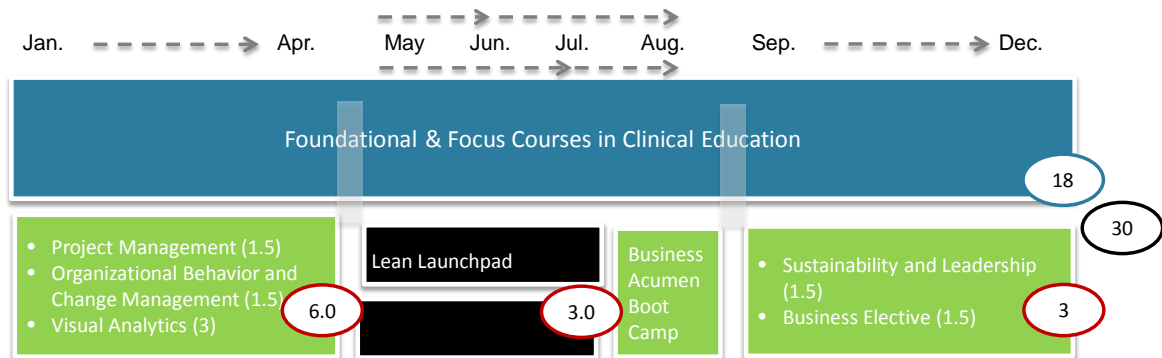 Jan. Apr. May Jun. Jul. Aug. Sep. Dec.
Foundational & Focus Courses in Clinical Education
18
30
• Project Management (1.5)
• Organizational Behavior and
Change Management (1.5)
• Visual Analytics (3)
6.0
Lean Launchpad
3.0
Business
Acumen
Boot
Camp
• Sustainability and Leadership
(1.5)
• Business Elective (1.5)
3